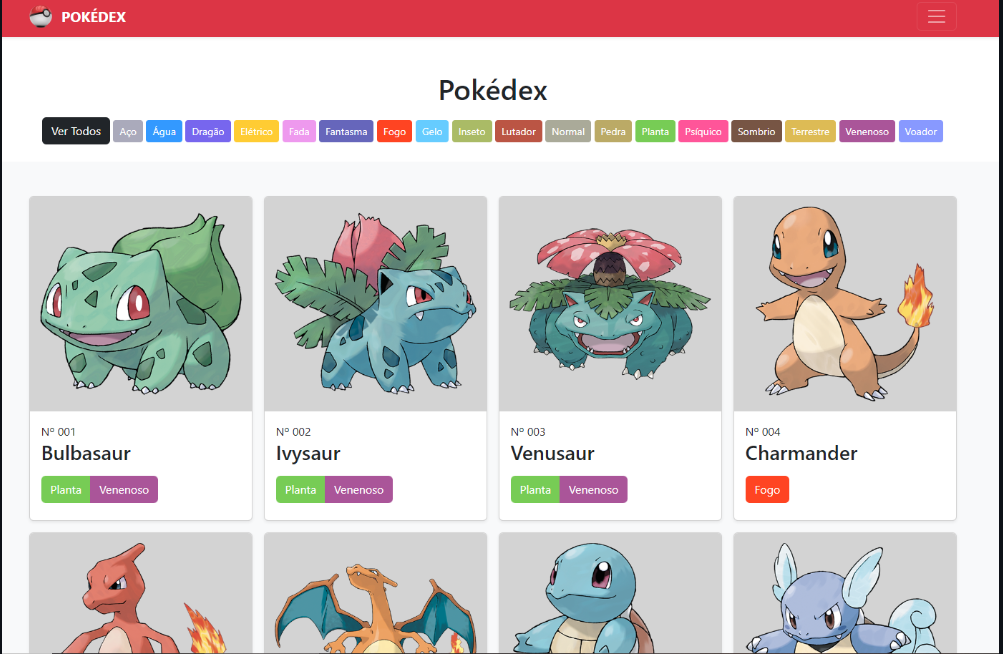 POKÉDEX
Pokédex
Ver Todos Aço Água Dragão Elétrico Fada Fantasma Fogo Gelo Inseto Lutador Normal Pedra Planta Psíquico Sombrio Terrestre Venenoso Voador
Nº 001
Bulbasaur
Planta Venenoso
Nº 002
Ivysaur
Planta Venenoso
Nº 003
Venusaur
Planta Venenoso
Nº 004
Charmander
Fogo